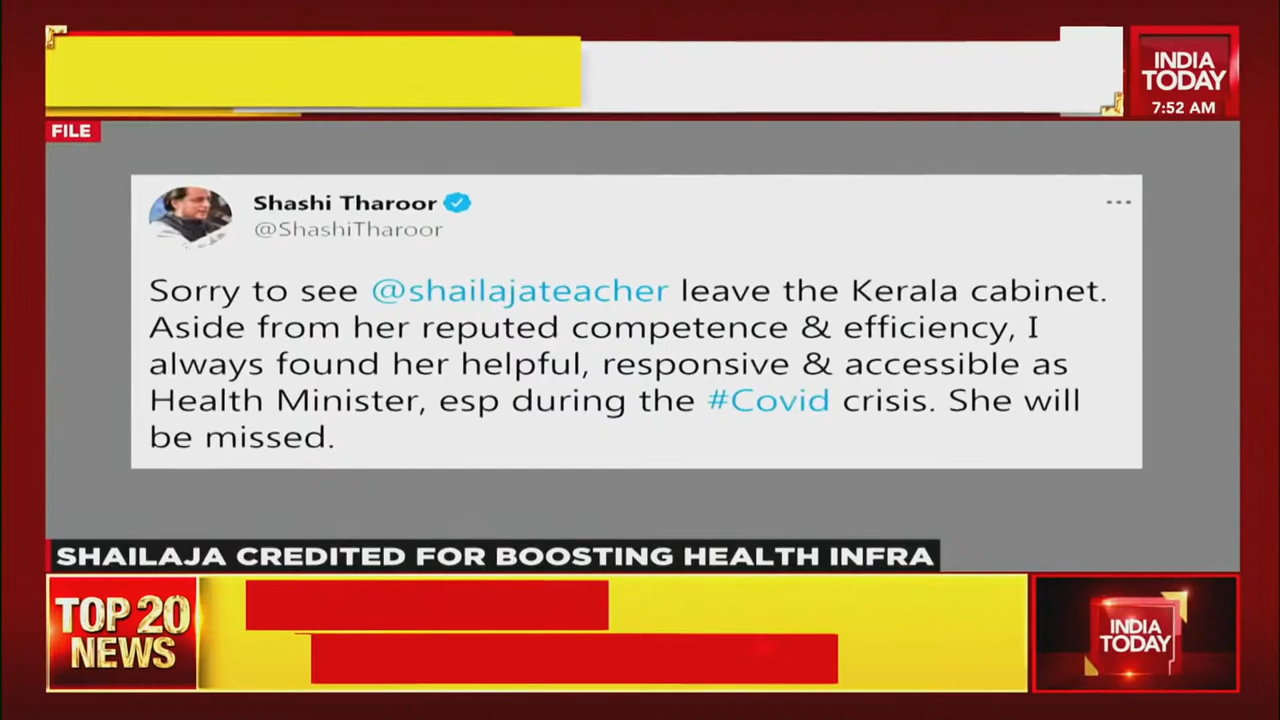 INDIA
TODAY
7:52 AM
FILE
Shashi Tharoor
@ShashiTharoor
Sorry to see @shailajateacher leave the Kerala cabinet.
Aside from her reputed competence & efficiency, I
always found her helpful, responsive & accessible as
Health Minister, esp during the #Covid crisis. She will
be missed.
SHAILAJA CREDITED FOR BOOSTING HEALTH INFRA
TOP 20
NEWS
INDIA
TODAY